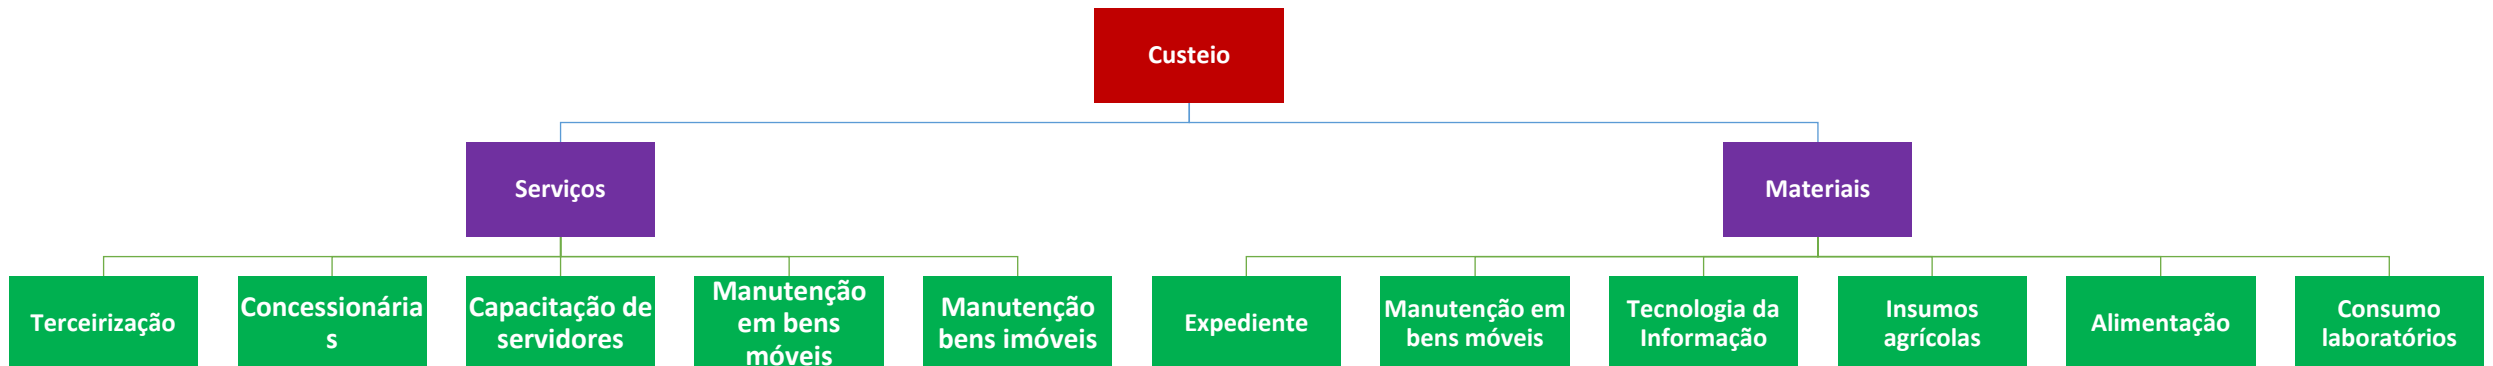 Custeio
Serviços
Materiais
Terceirização
Concessionária
s
Capacitação de
servidores
Manutenção
em bens
móveis
Manutenção
bens imóveis
Expediente
Manutenção em
bens móveis
Tecnologia da
Informação
Insumos
agrícolas
Alimentação
Consumo
laboratórios